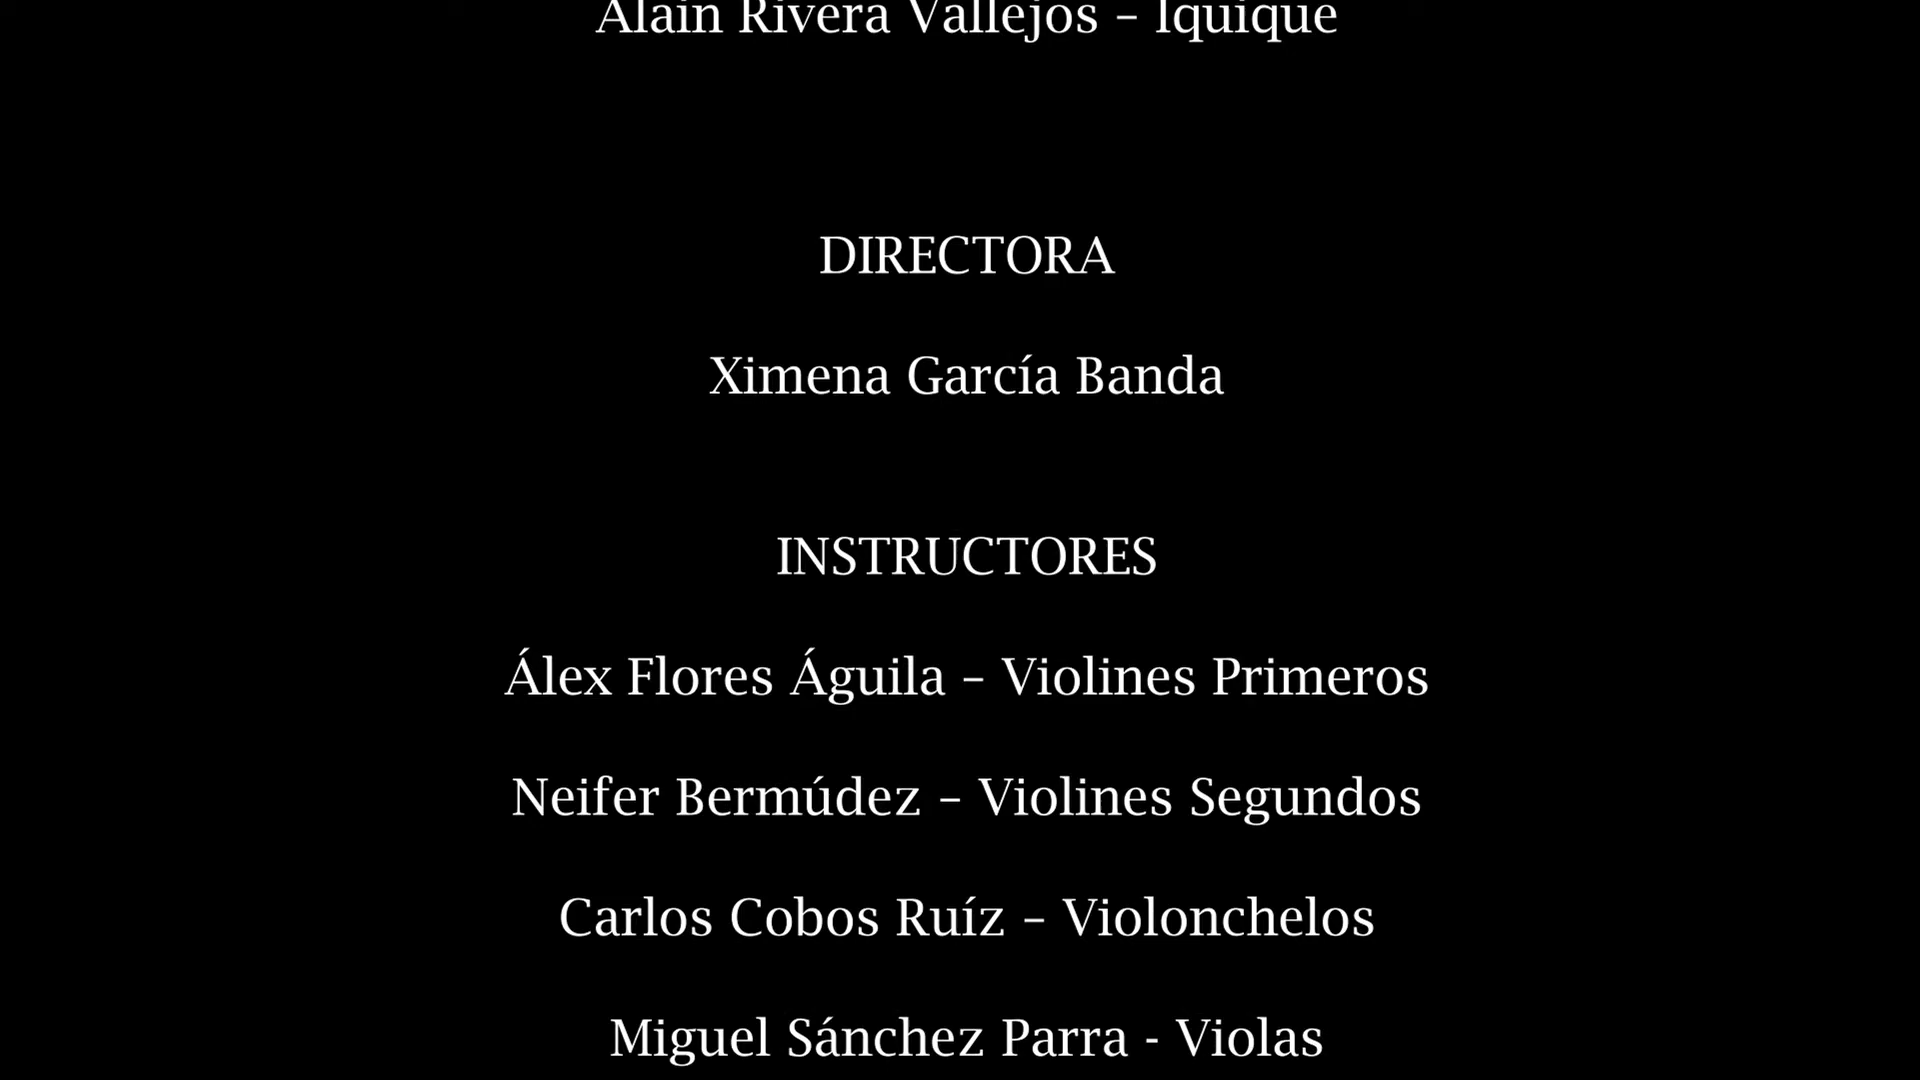 Alain Rivera Vallejos – Iquique
DIRECTORA
Ximena García Banda
INSTRUCTORES
Álex Flores Águila – Violines Primeros
Neifer Bermúdez – Violines Segundos
Carlos Cobos Ruíz – Violonchelos
Miguel Sánchez Parra - Violas